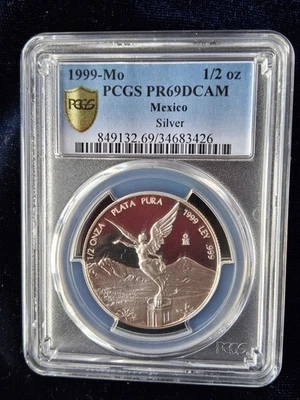 1999-Mo 1/2 oz
PCGS PR69DCAM
Mexico
Silver
849132.69/34683426
PCGS
1/2 ONZA PLATA PURA 1999 LEY .999
PCGS